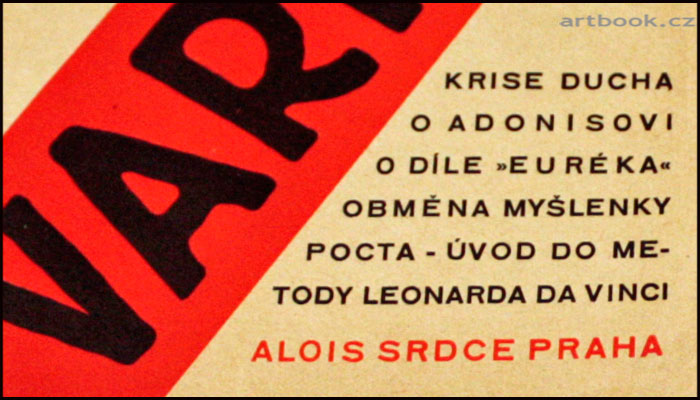 artbook.cz
VARI
KRISE DUCHA
O ADONISOVI
O DÍLE »EURÉKA«
OBMĚNA MYŠLENKY
POCTA - ÚVOD DO ME-
TODY LEONARDA DA VINCI
ALOIS SRDCE PRAHA